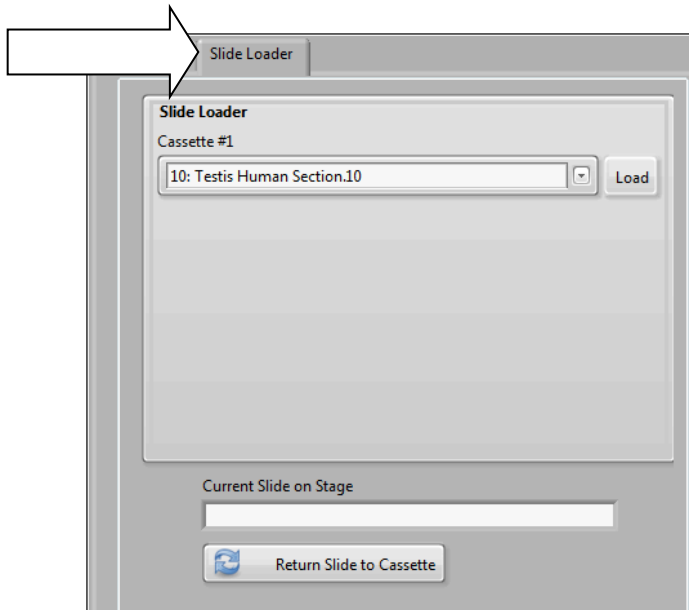 Slide Loader
Slide Loader
Cassette #1
10: Testis Human Section.10
Load
Current Slide on Stage
Return Slide to Cassette